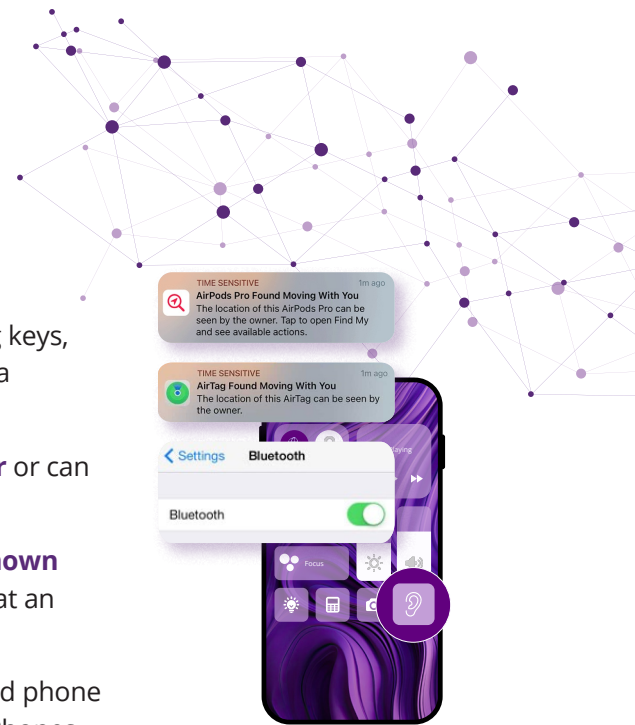 TIME SENSITIVE 1m ago
AirPods Pro Found Moving With You
The location of this AirPods Pro can be
seen by the owner. Tap to open Find My
and see available actions.
keys,
a
TIME SENSITIVE 1m ago
AirTag Found Moving With You
The location of this AirTag can be seen by
the owner.
Settings Bluetooth
or can
Bluetooth
at an
Focus
phone